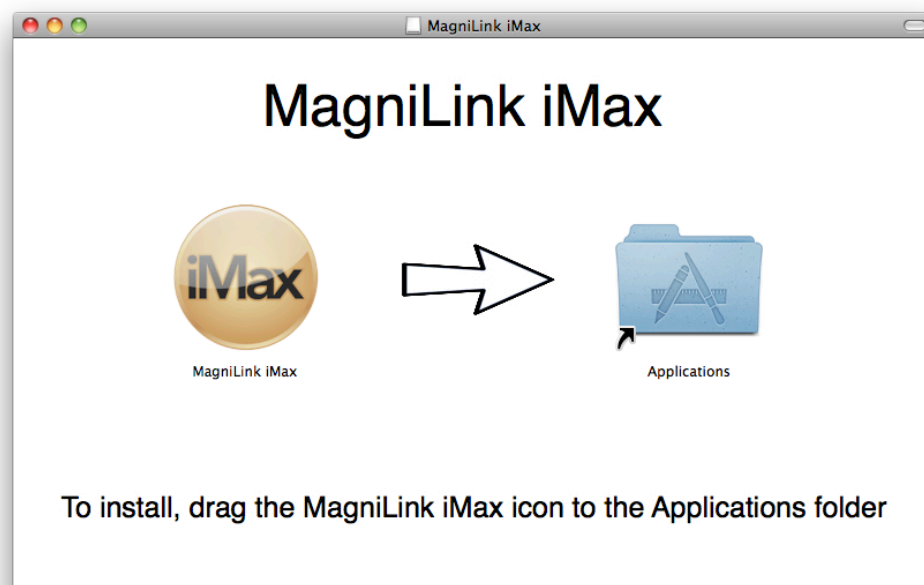 MagniLink iMax
MagniLink iMax
iMax
MagniLink iMax
Applications
To install, drag the MagniLink iMax icon to the Applications folder